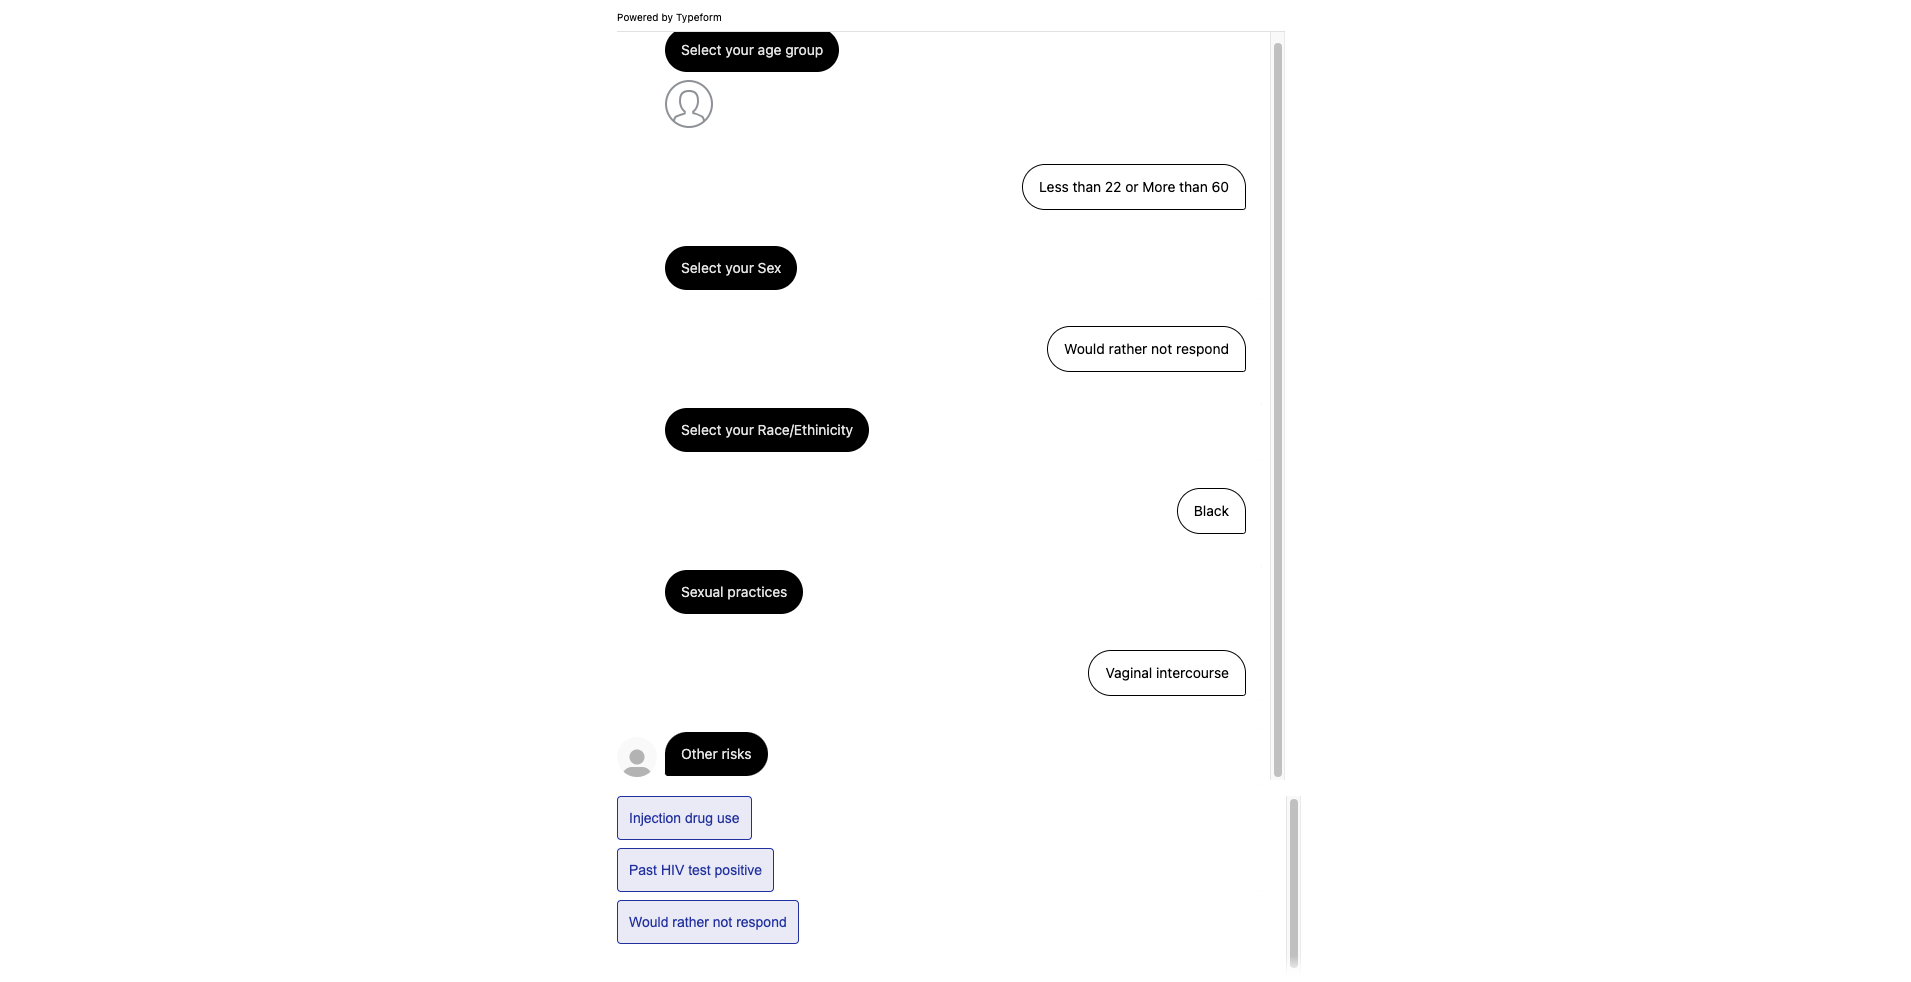 Powered by Typeform
Select your age group
Less than 22 or More than 60
Select your Sex
Would rather not respond
Select your Race/Ethinicity
Black
Sexual practices
Vaginal intercourse
Other risks
Injection drug use
Past HIV test positive
Would rather not respond